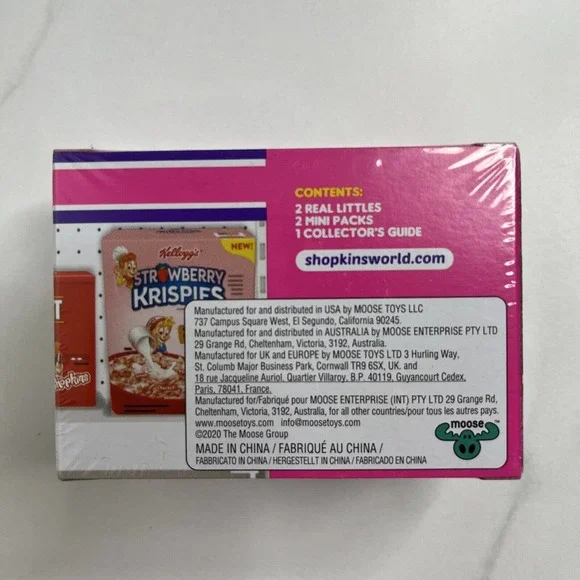 CONTENTS:
2 REAL LITTLES
2 MINI PACKS
1 COLLECTOR'S GUIDE
shopkinsworld.com
Kellogg's
NEW!
STRAWBERRY
KRISPIES
Manufactured for and distributed in USA by MOOSE TOYS LLC
737 Campus Square West, El Segundo, California 90245.
Manufactured for and distributed in AUSTRALIA by MOOSE ENTERPRISE PTY LTD
29 Grange Rd, Cheltenham, Victoria, 3192, Australia.
Manufactured for UK and EUROPE by MOOSE TOYS LTD 3 Hurling Way,
St. Columb Major Business Park, Cornwall TR9 6SX, UK. and
18 rue Jacqueline Auriol, Quartier Villaroy, B.P. 40119, Guyancourt Cedex,
Paris, 78041, France.
Manufactured for/Fabriqué pour MOOSE ENTERPRISE (INT) PTY LTD 29 Grange Rd,
Cheltenham, Victoria, 3192, Australia, for all other countries/pour tous les autres pays.
www.moosetoys.com info@moosetoys.com
©2020 The Moose Group
MADE IN CHINA / FABRIQUÉ AU CHINA /
FABBRICATO IN CHINA / HERGESTELLT IN CHINA / FABRICADO EN CHINA
moose